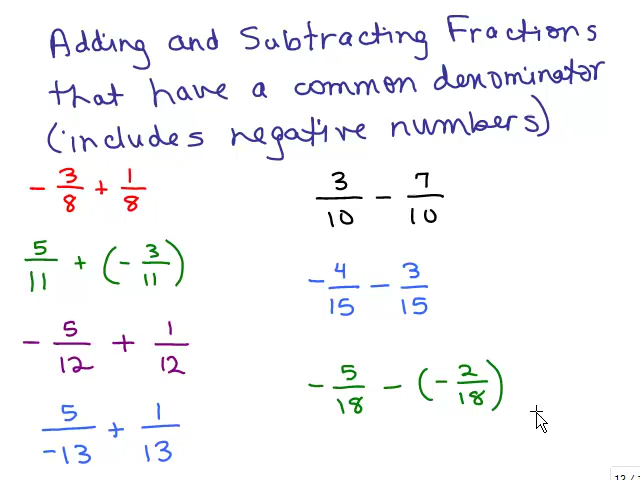 Adding and Subtracting Fractions
that have a common denominator
(includes negative numbers)
-3/8 + 1/8
5/11 + (-3/11)
-5/12 + 1/12
5/-13 + 1/13
3/10 - 7/10
-4/15 - 3/15
-5/18 - (-2/18)